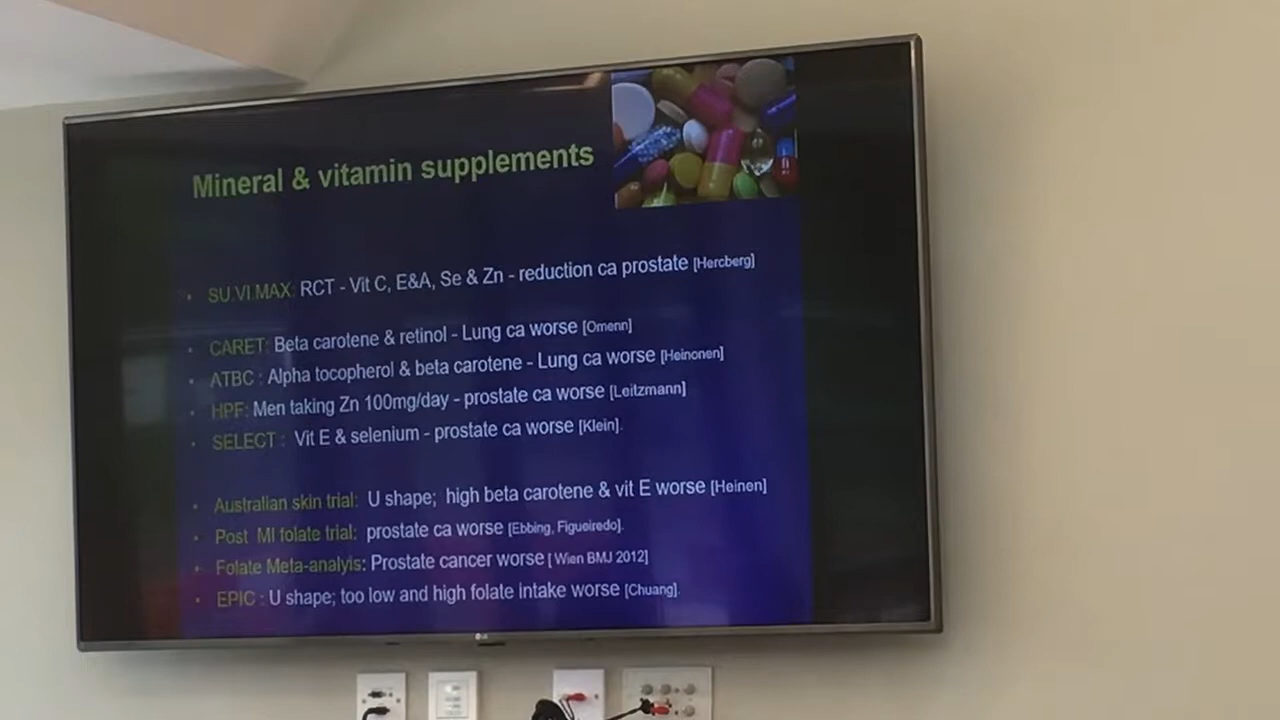 Mineral & vitamin supplements
• SU.VI.MAX: RCT - Vit C, E&A, Se & Zn - reduction ca prostate [Hercberg]
• CARET: Beta carotene & retinol - Lung ca worse [Omenn]
• ATBC : Alpha tocopherol & beta carotene - Lung ca worse [Heinonen]
• HPF: Men taking Zn 100mg/day - prostate ca worse [Leitzmann]
• SELECT : Vit E & selenium - prostate ca worse [Klein].
• Australian skin trial: U shape; high beta carotene & vit E worse [Heinen]
• Post MI folate trial: prostate ca worse [Ebbing, Figueiredo].
• Folate Meta-analyis: Prostate cancer worse [ Wien BMJ 2012]
• EPIC : U shape; too low and high folate intake worse [Chuang].
LG